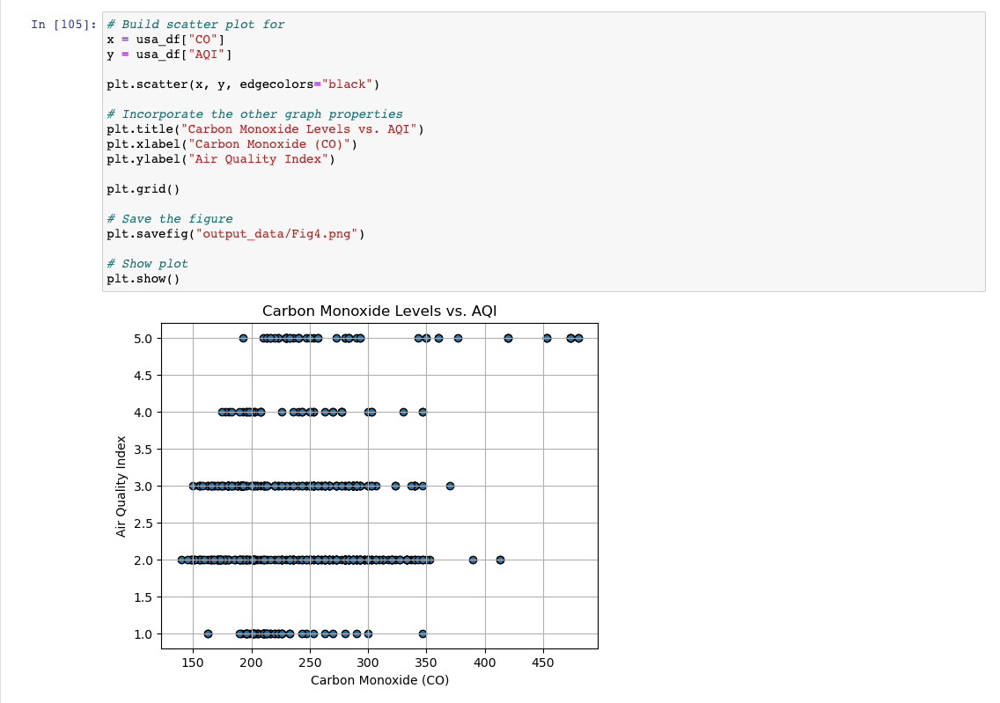 In [105]: # Build scatter plot for
x = usa_df["CO"]
y = usa_df["AQI"]
plt.scatter(x, y, edgecolors="black")
# Incorporate the other graph properties
plt.title("Carbon Monoxide Levels vs. AQI")
plt.xlabel("Carbon Monoxide (CO)")
plt.ylabel("Air Quality Index")
plt.grid()
# Save the figure
plt.savefig("output_data/Fig4.png")
# Show plot
plt.show()
Carbon Monoxide Levels vs. AQI
5.0
4.5
4.0
3.5
3.0
2.5
2.0
1.5
1.0
Air Quality Index
150 200 250 300 350 400 450
Carbon Monoxide (CO)